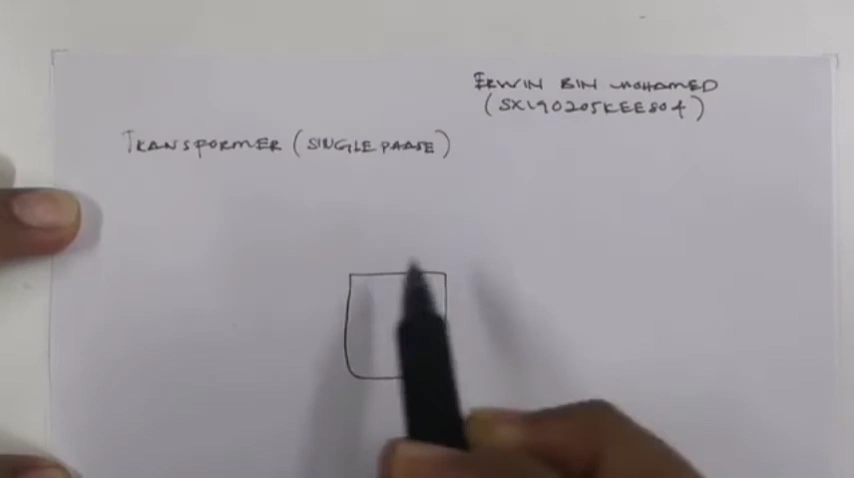 ERWIN BIN MOHAMED
(SX190205KEES04)
TRANSFORMER (SINGLE PHASE)